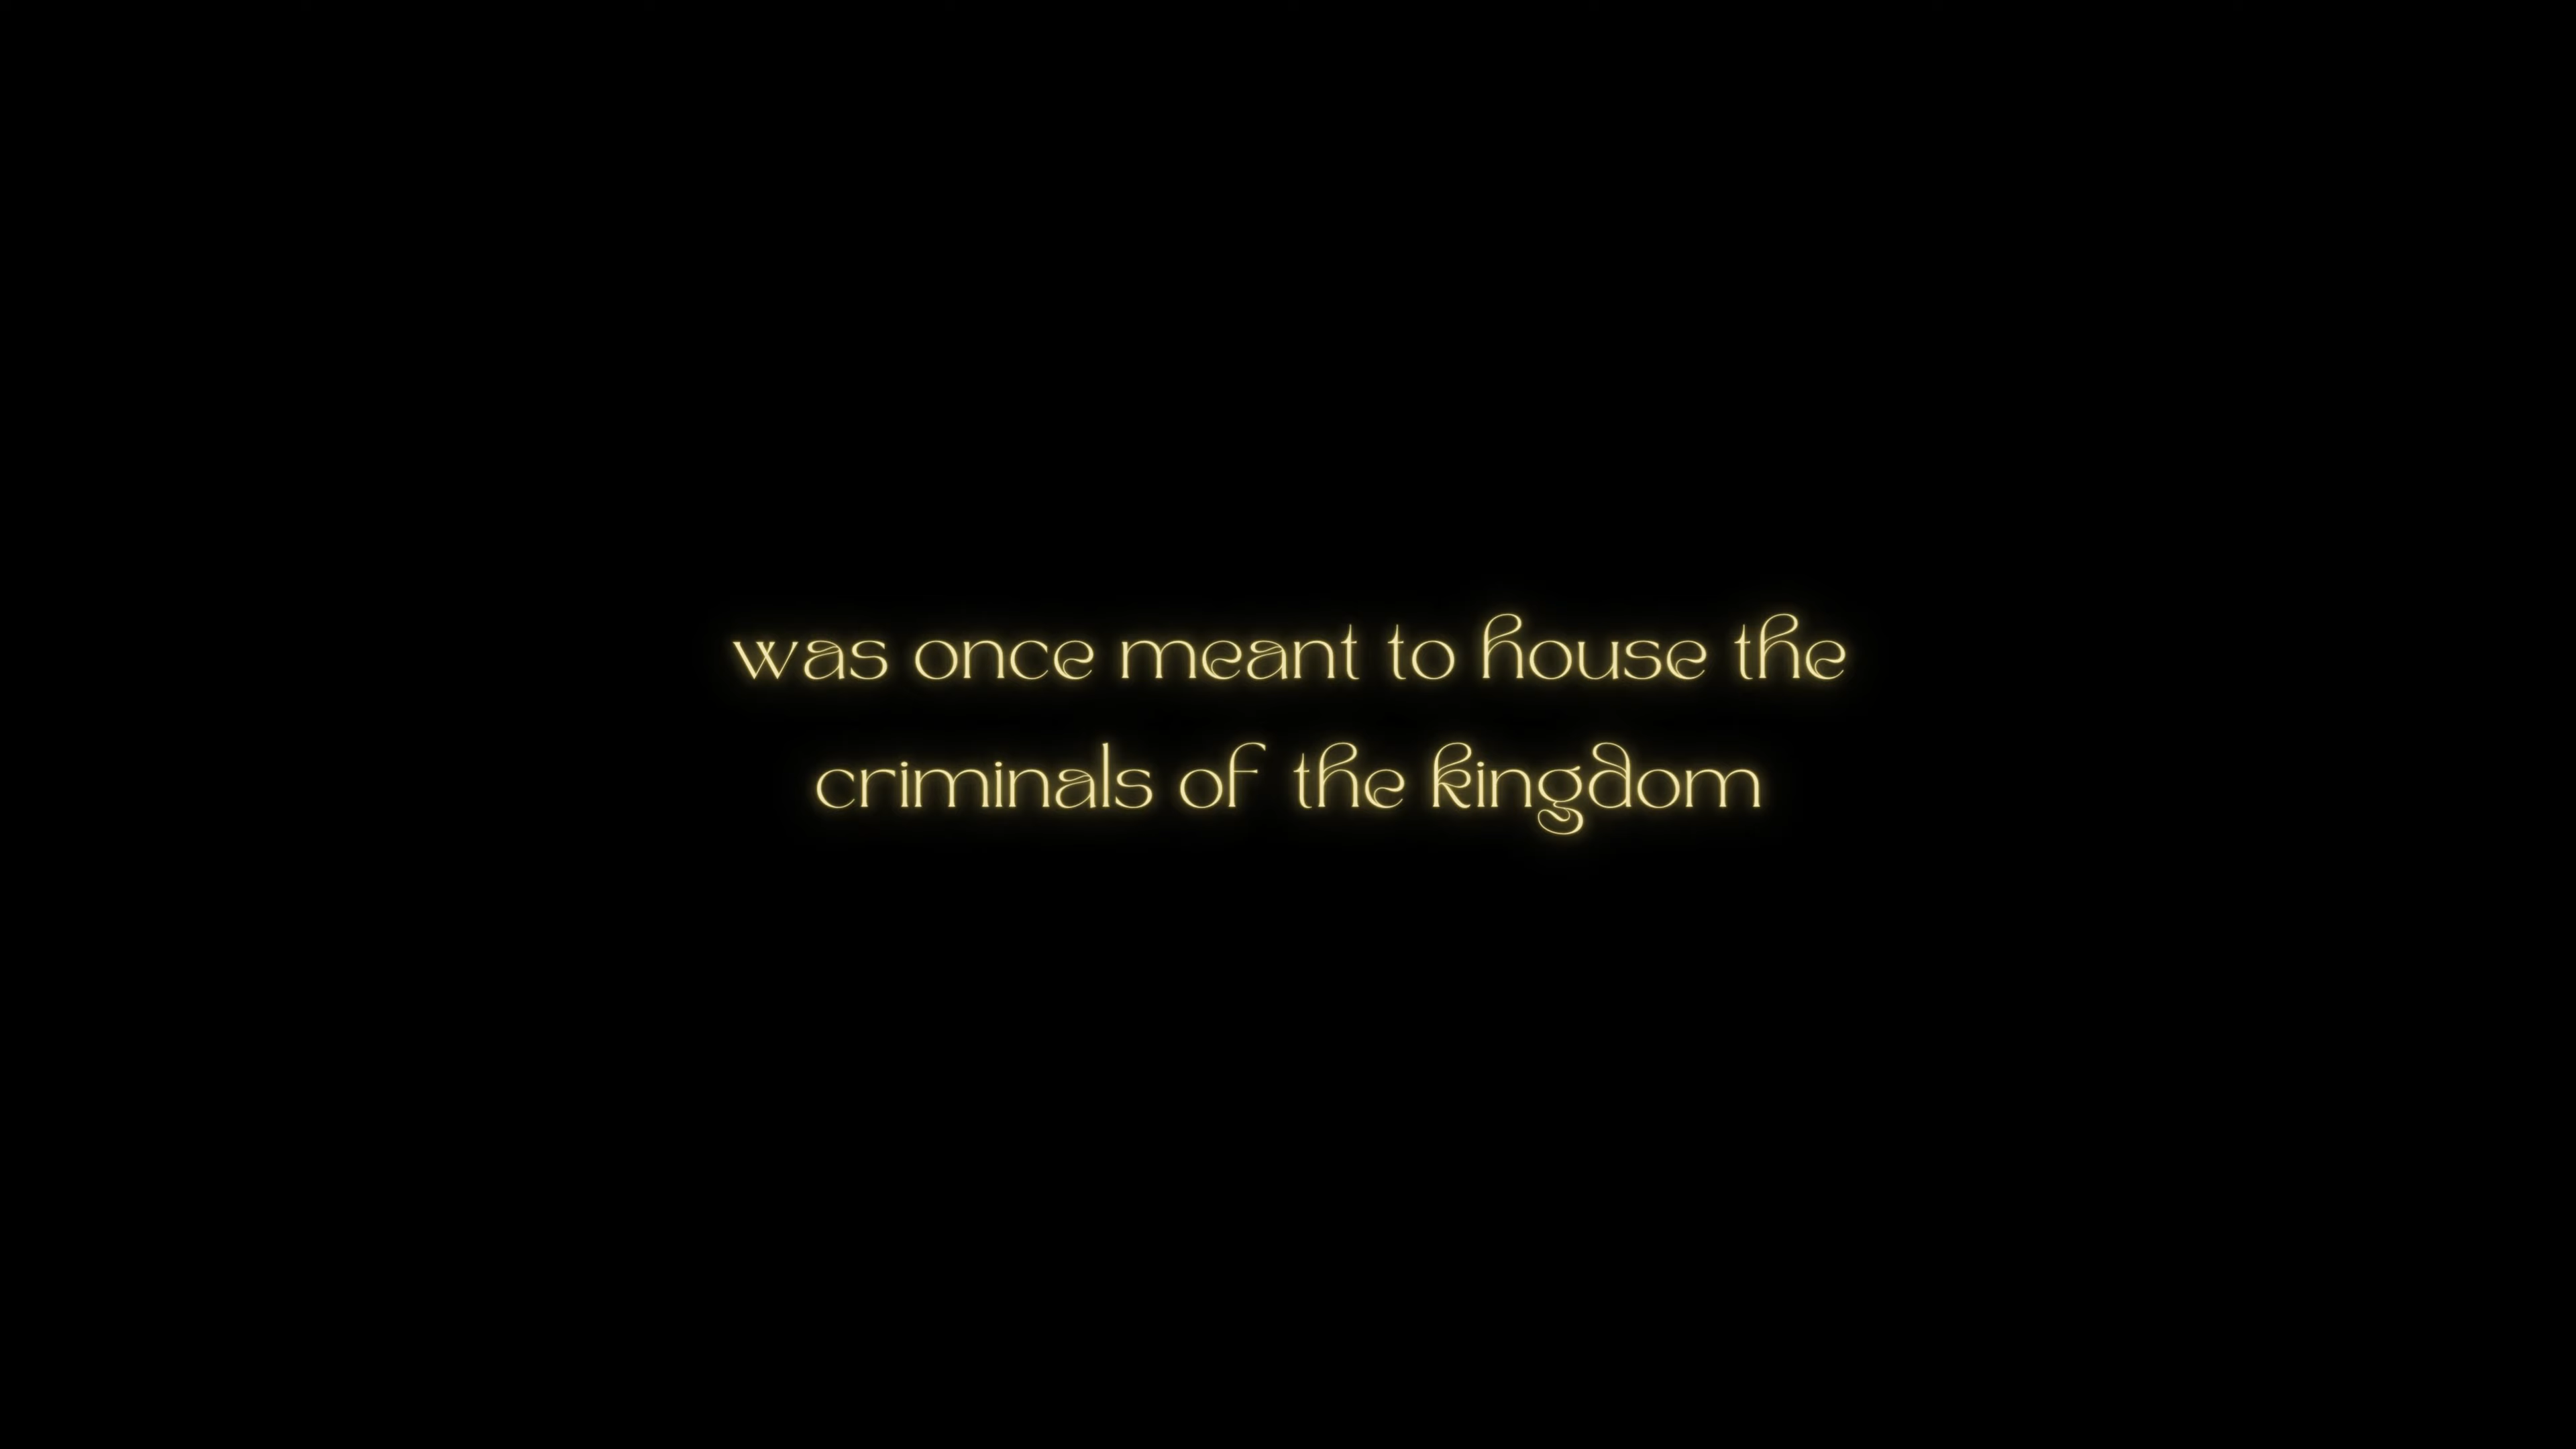 was once meant to house the
criminals of the kingdom